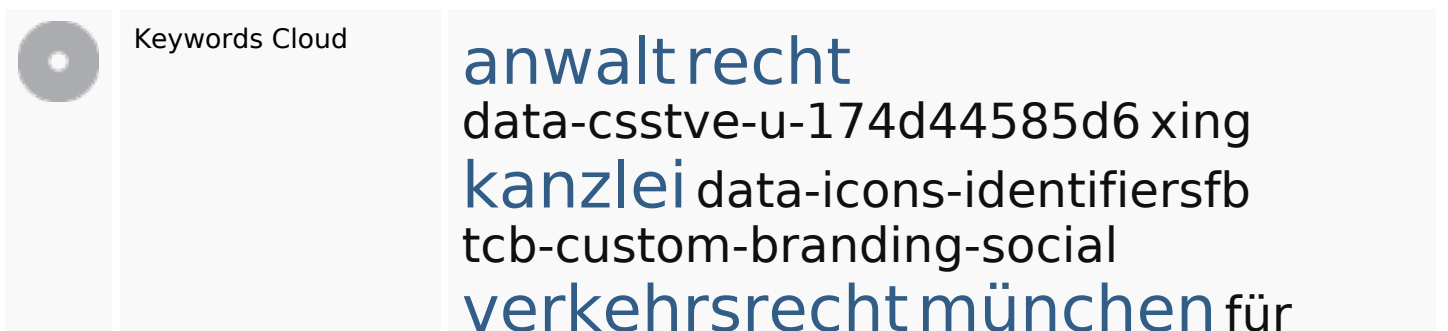 Keywords Cloud
anwalt recht
data-csstve-u-174d44585d6 xing
kanzlei data-icons-identifiersfb
tcb-custom-branding-social
verkehrsrecht münchen für